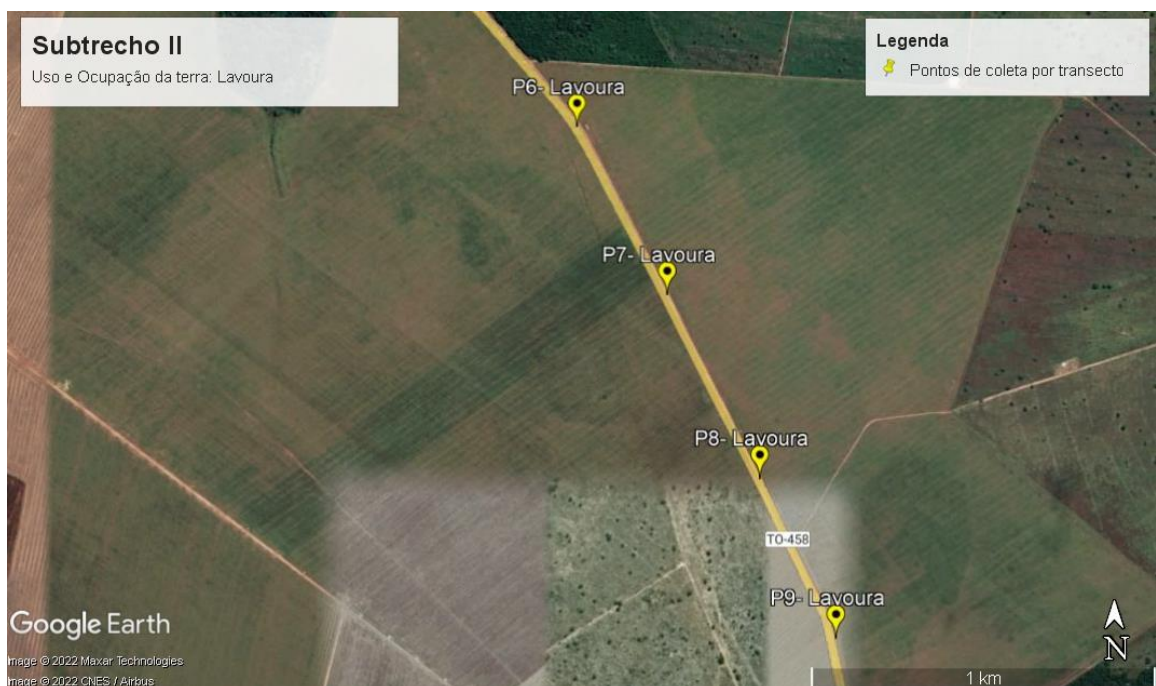 Subtrecho II
Uso e Ocupação da terra: Lavoura
Legenda
Pontos de coleta por transecto
P6- Lavoura
P7- Lavoura
P8- Lavoura
TO-458
P9- Lavoura
Google Earth
N
Image © 2022 Maxar Technologies
Image © 2022 CNES / Airbus
1 km